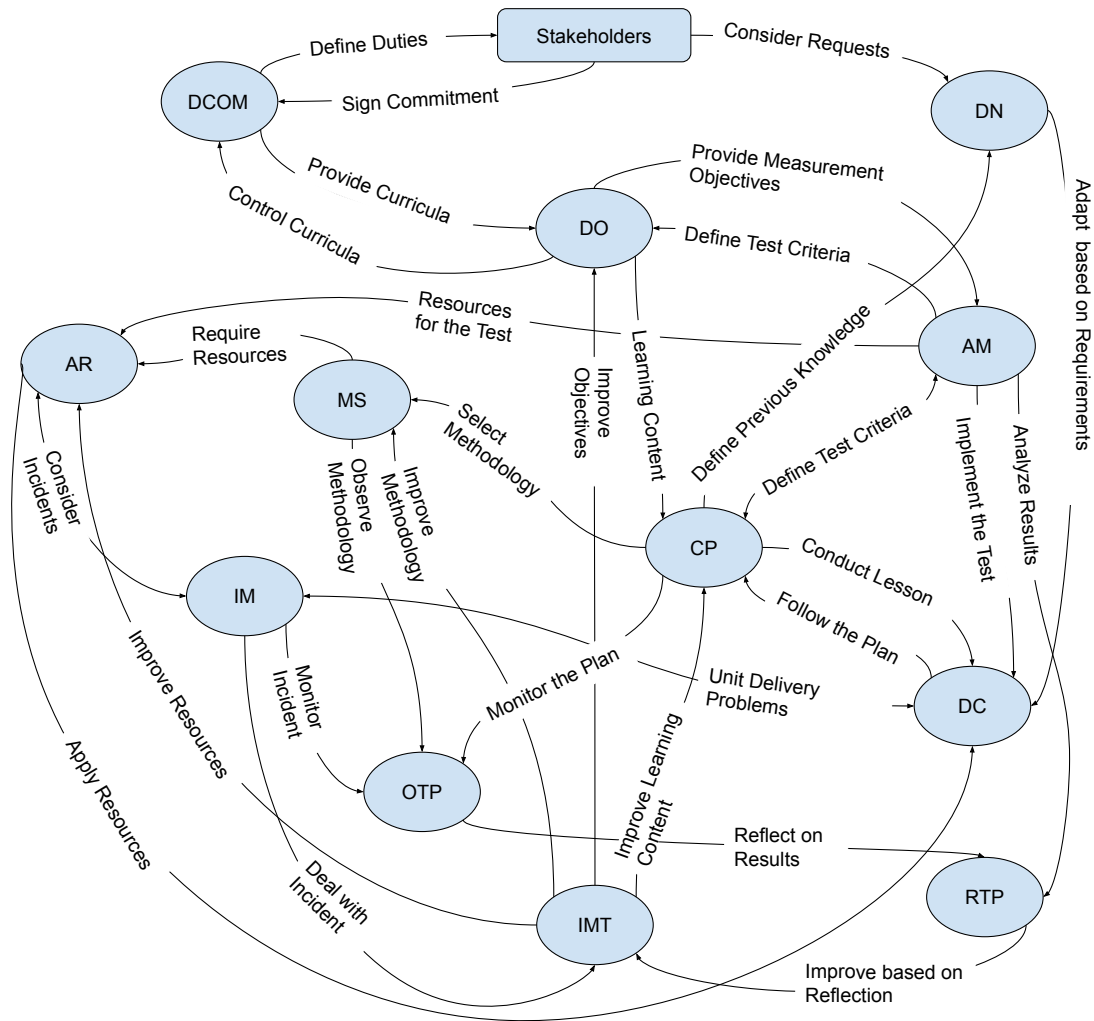 Define Duties
Stakeholders
Consider Requests
DCOM
Sign Commitment
DN
Provide Measurement
Objectives
Provide Curricula
Control Curricula
DO
Define Test Criteria
Adapt based on Requirements
Resources
for the Test
Require
Resources
AR
AM
MS
Learning Content
Improve
Objectives
Define Previous Knowledge
Select
Methodology
Define Test Criteria
Implement the Test
Analyze Results
Consider
Incidents
Observe
Methodology
Improve
Methodology
CP
Conduct Lesson
IM
Follow the Plan
Improve Resources
Monitor
Incident
Monitor the Plan
Unit Delivery
Problems
DC
Apply Resources
OTP
Improve Learning
Content
Reflect on
Results
Deal with
Incident
IMT
RTP
Improve based on
Reflection